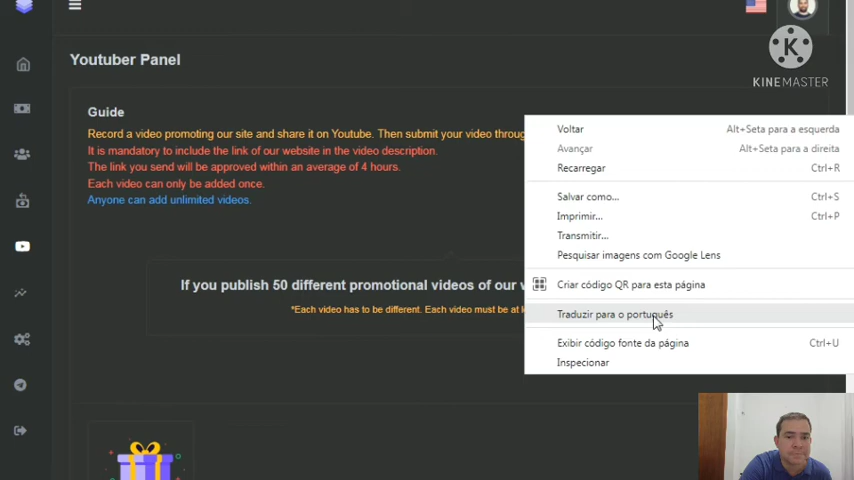 Youtuber Panel
K
KINEMASTER
Guide
Record a video promoting our site and share it on Youtube. Then submit your video throug
It is mandatory to include the link of our website in the video description.
The link you send will be approved within an average of 4 hours.
Each video can only be added once.
Anyone can add unlimited videos.
If you publish 50 different promotional videos of our w
*Each video has to be different. Each video must be at le
Voltar Alt+Seta para a esquerda
Avançar Alt+Seta para a direita
Recarregar Ctrl+R
Salvar como... Ctrl+S
Imprimir... Ctrl+P
Transmitir...
Pesquisar imagens com Google Lens
Criar código QR para esta página
Traduzir para o português
Exibir código fonte da página Ctrl+U
Inspecionar